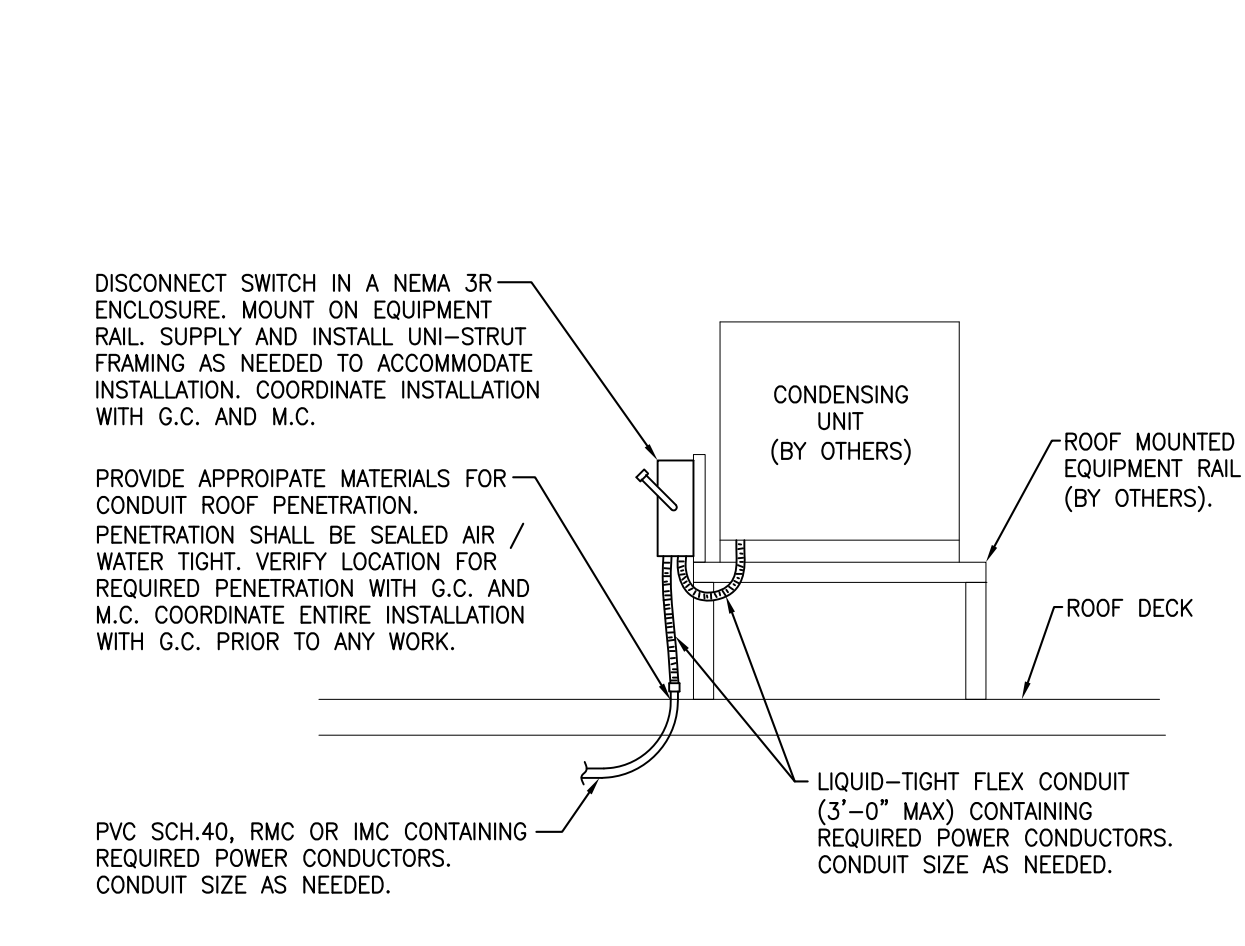 DISCONNECT SWITCH IN A NEMA 3R
ENCLOSURE. MOUNT ON EQUIPMENT
RAIL. SUPPLY AND INSTALL UNI-STRUT
FRAMING AS NEEDED TO ACCOMMODATE
INSTALLATION. COORDINATE INSTALLATION
WITH G.C. AND M.C.
PROVIDE APPROIPATE MATERIALS FOR
CONDUIT ROOF PENETRATION.
PENETRATION SHALL BE SEALED AIR /
WATER TIGHT. VERIFY LOCATION FOR
REQUIRED PENETRATION WITH G.C. AND
M.C. COORDINATE ENTIRE INSTALLATION
WITH G.C. PRIOR TO ANY WORK.
PVC SCH.40, RMC OR IMC CONTAINING
REQUIRED POWER CONDUCTORS.
CONDUIT SIZE AS NEEDED.
CONDENSING
UNIT
(BY OTHERS)
ROOF MOUNTED
EQUIPMENT RAIL
(BY OTHERS).
ROOF DECK
LIQUID-TIGHT FLEX CONDUIT
(3'-0" MAX) CONTAINING
REQUIRED POWER CONDUCTORS.
CONDUIT SIZE AS NEEDED.